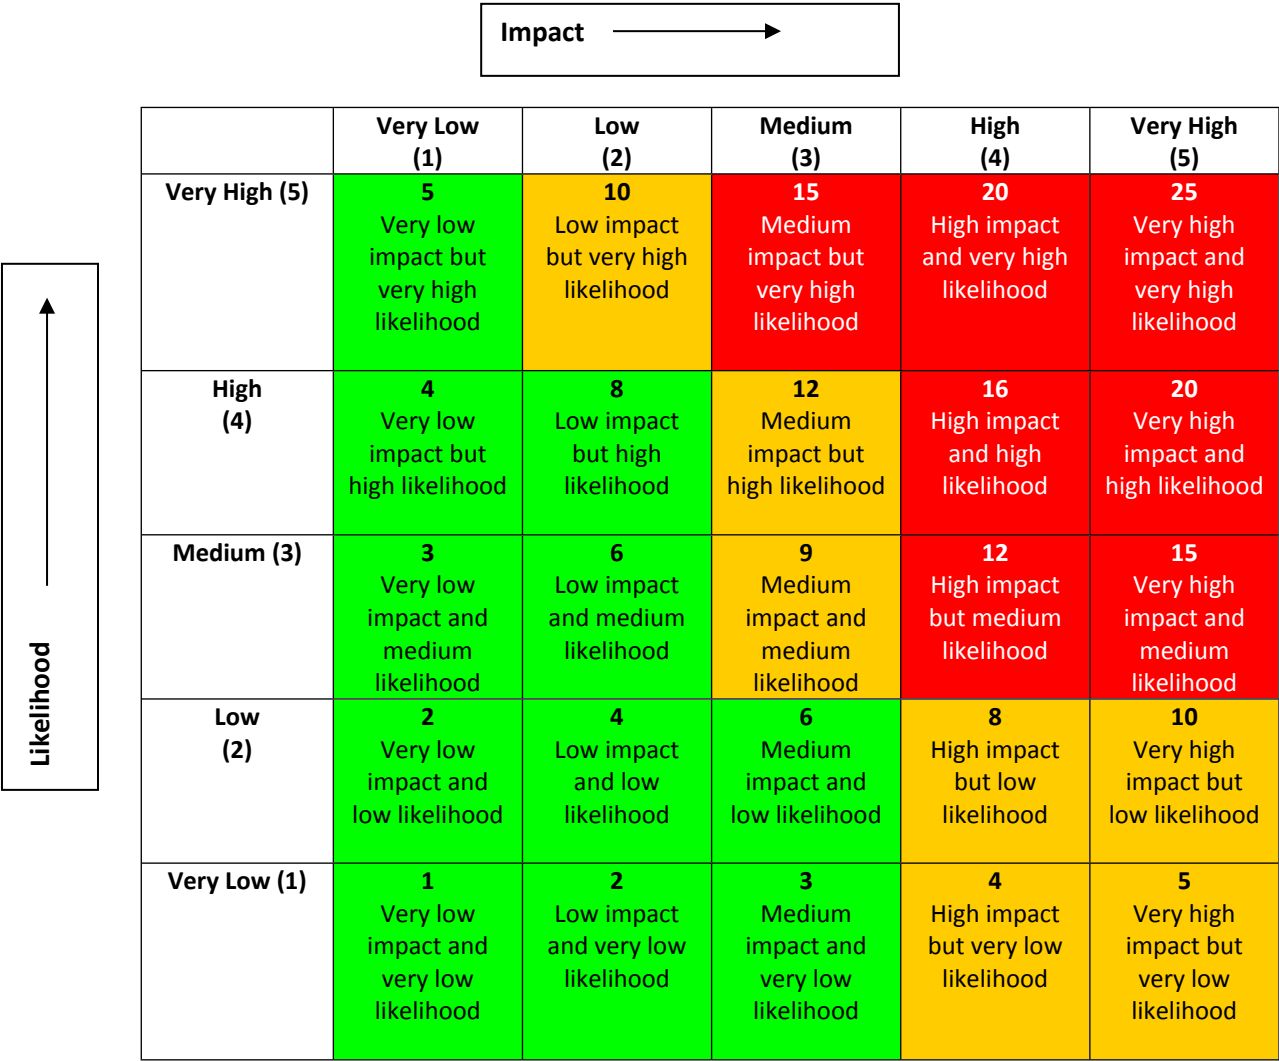 Impact
Very Low
(1)
Low
(2)
Medium
(3)
High
(4)
Very High
(5)
Very High (5)
5
Very low
impact but
very high
likelihood
10
Low impact
but very high
likelihood
15
Medium
impact but
very high
likelihood
20
High impact
and very high
likelihood
25
Very high
impact and
very high
likelihood
High
(4)
4
Very low
impact but
high likelihood
8
Low impact
but high
likelihood
12
Medium
impact but
high likelihood
16
High impact
and high
likelihood
20
Very high
impact and
high likelihood
Medium (3)
3
Very low
impact and
medium
likelihood
6
Low impact
and medium
likelihood
9
Medium
impact and
medium
likelihood
12
High impact
but medium
likelihood
15
Very high
impact and
medium
likelihood
Low
(2)
2
Very low
impact and
low likelihood
4
Low impact
and low
likelihood
6
Medium
impact and
low likelihood
8
High impact
but low
likelihood
10
Very high
impact but
low likelihood
Very Low (1)
1
Very low
impact and
very low
likelihood
2
Low impact
and very low
likelihood
3
Medium
impact and
very low
likelihood
4
High impact
but very low
likelihood
5
Very high
impact but
very low
likelihood
Likelihood